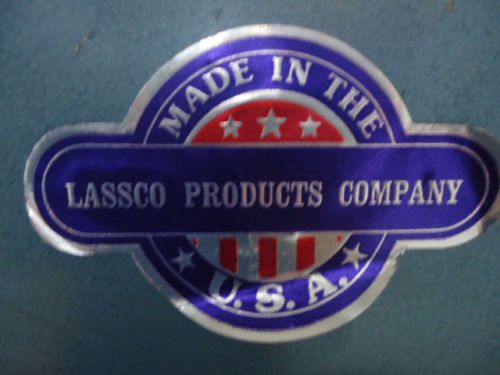 MADE IN THE
LASSCO PRODUCTS COMPANY
U.S.A.